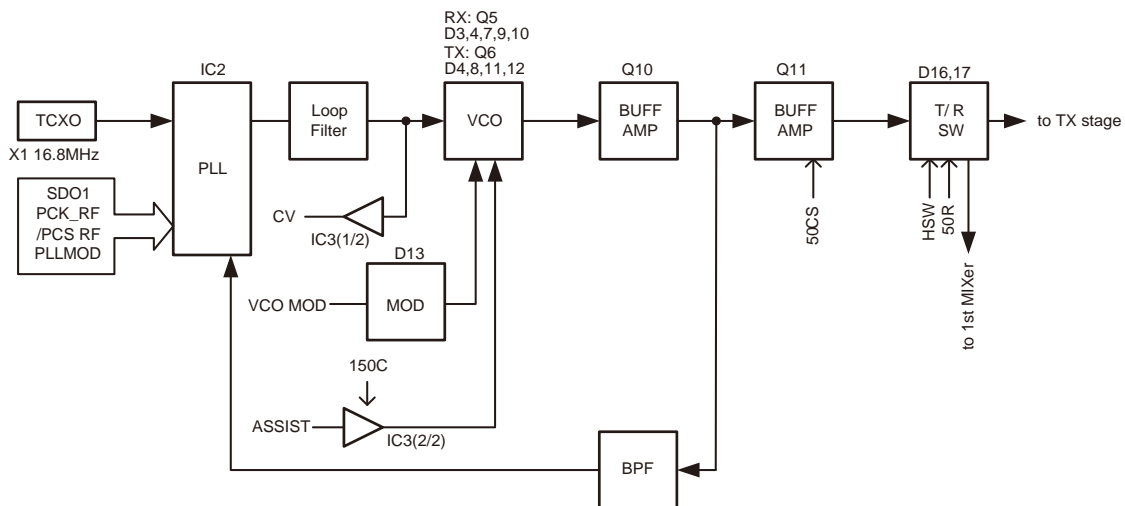 RX: Q5
D3,4,7,9,10
TX: Q6
D4,8,11,12
IC2
Q10
Q11
D16,17
TCXO
X1 16.8MHz
PLL
Loop
Filter
VCO
BUFF
AMP
BUFF
AMP
T/ R
SW
to TX stage
SDO1
PCK_RF
/PCS RF
PLLMOD
CV
IC3(1/2)
50CS
HSW
50R
to 1st MIXer
D13
VCO MOD
MOD
150C
ASSIST
IC3(2/2)
BPF